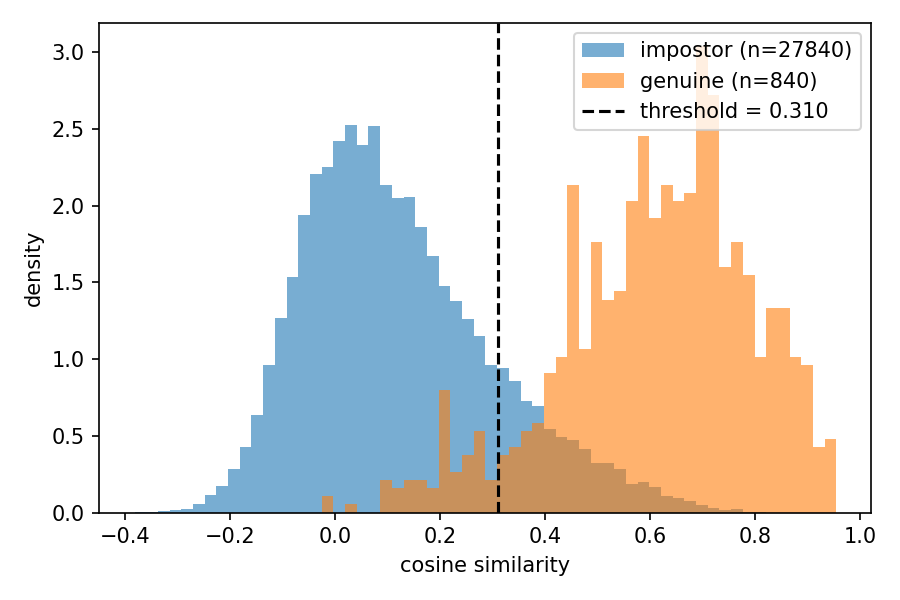 impostor (n=27840)
genuine (n=840)
threshold = 0.310
density
3.0
2.5
2.0
1.5
1.0
0.5
0.0
−0.4 −0.2 0.0 0.2 0.4 0.6 0.8 1.0
cosine similarity